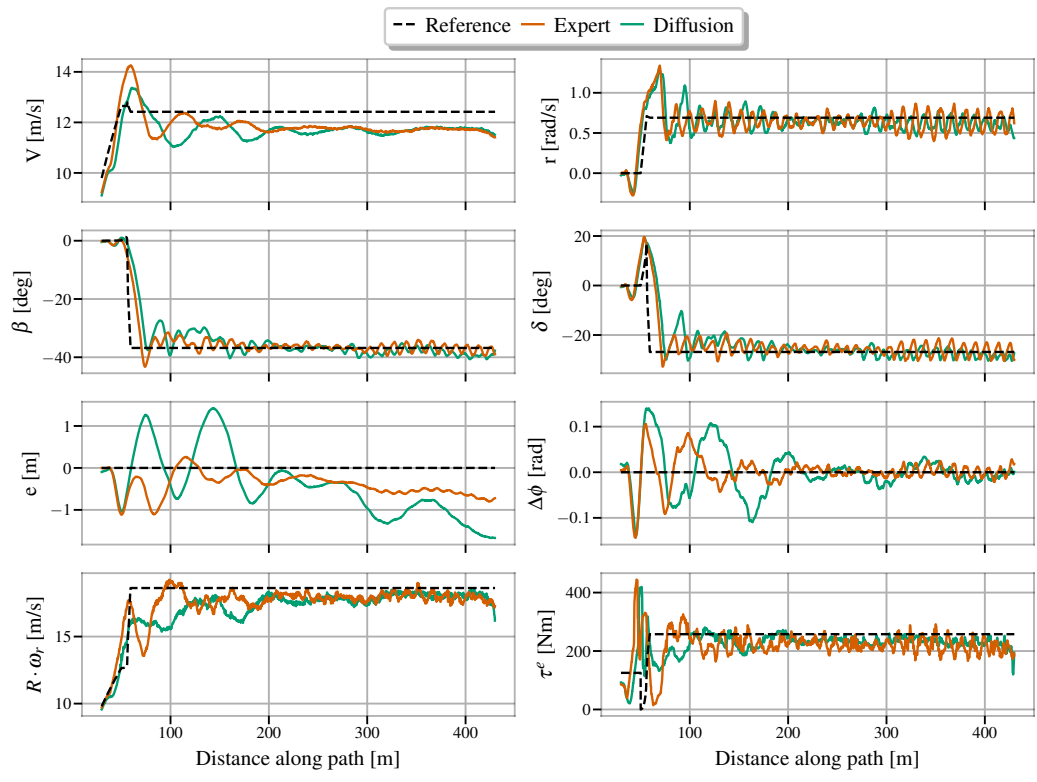 Reference Expert Diffusion
14
12
10
V [m/s]
1.0
0.5
0.0
r [rad/s]
0
−20
−40
β [deg]
20
0
−20
δ [deg]
1
0
−1
e [m]
0.1
0.0
−0.1
Δϕ [rad]
15
10
R · ωr [m/s]
400
200
0
τe [Nm]
100 200 300 400
Distance along path [m]
100 200 300 400
Distance along path [m]